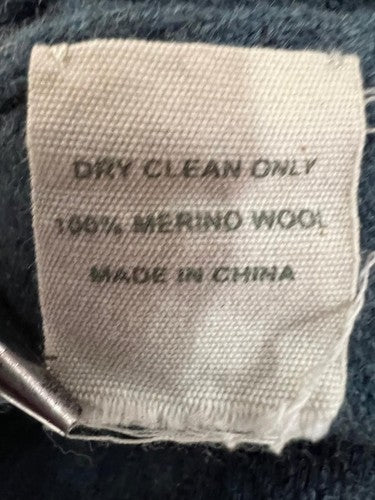 DRY CLEAN ONLY
100% MERINO WOOL
MADE IN CHINA